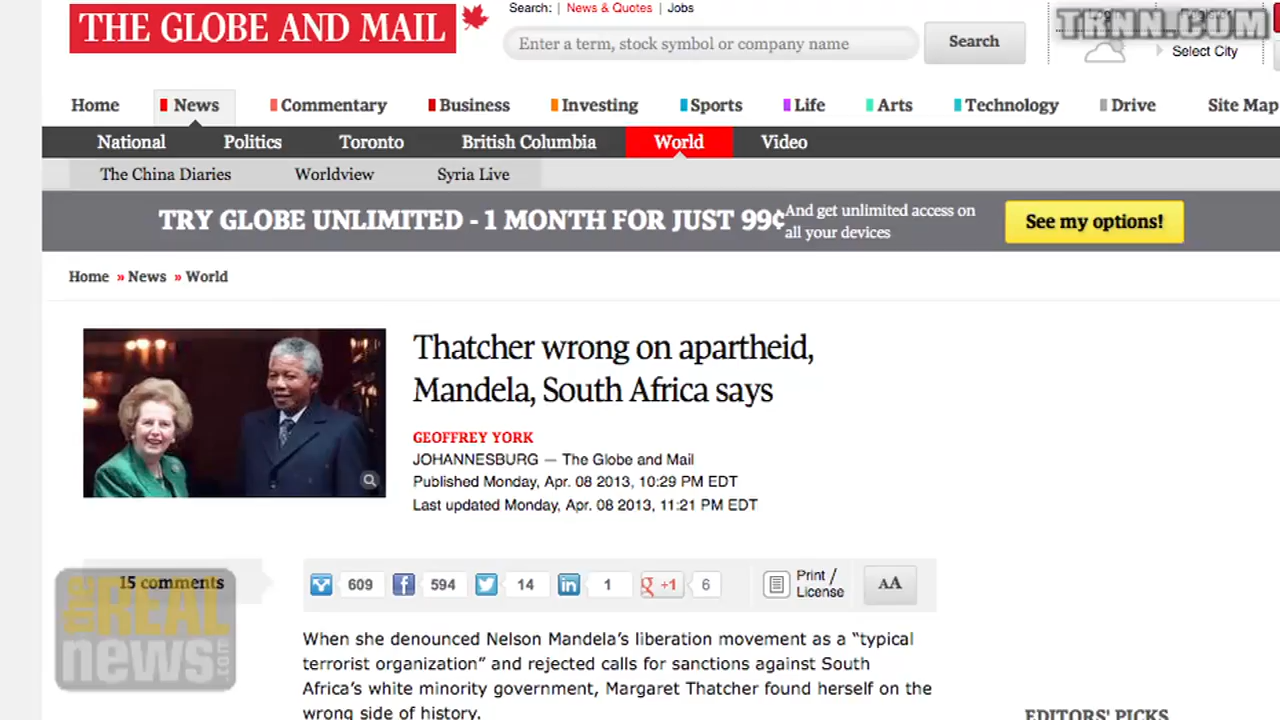 THE GLOBE AND MAIL
Search: | News & Quotes | Jobs
Enter a term, stock symbol or company name
Search
TRNN.COM
Select City
Home News Commentary Business Investing Sports Life Arts Technology Drive Site Map
National Politics Toronto British Columbia World Video
The China Diaries Worldview Syria Live
TRY GLOBE UNLIMITED - 1 MONTH FOR JUST 99¢
And get unlimited access on
all your devices
See my options!
Home » News » World
Thatcher wrong on apartheid,
Mandela, South Africa says
GEOFFREY YORK
JOHANNESBURG — The Globe and Mail
Published Monday, Apr. 08 2013, 10:29 PM EDT
Last updated Monday, Apr. 08 2013, 11:21 PM EDT
15 comments
609 594 14 1 +1 6
Print /
License
AA
the REAL
news.com
When she denounced Nelson Mandela's liberation movement as a “typical
terrorist organization” and rejected calls for sanctions against South
Africa's white minority government, Margaret Thatcher found herself on the
wrong side of history.
EDITORS' PICKS